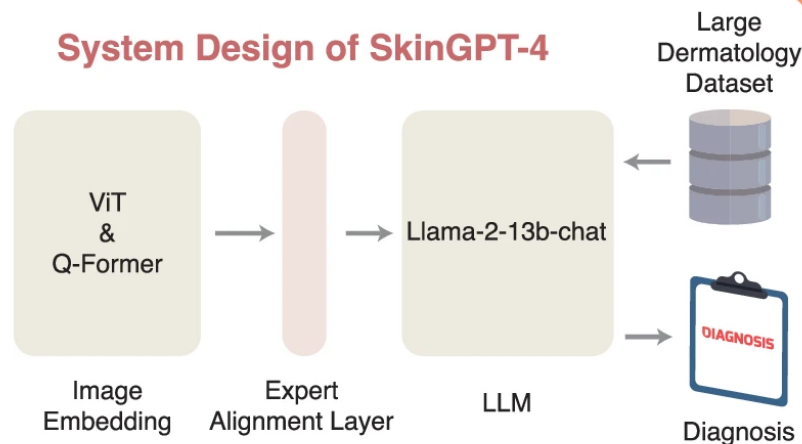 System Design of SkinGPT-4
Large
Dermatology
Dataset
ViT
&
Q-Former
Llama-2-13b-chat
DIAGNOSIS
Image
Embedding
Expert
Alignment Layer
LLM
Diagnosis